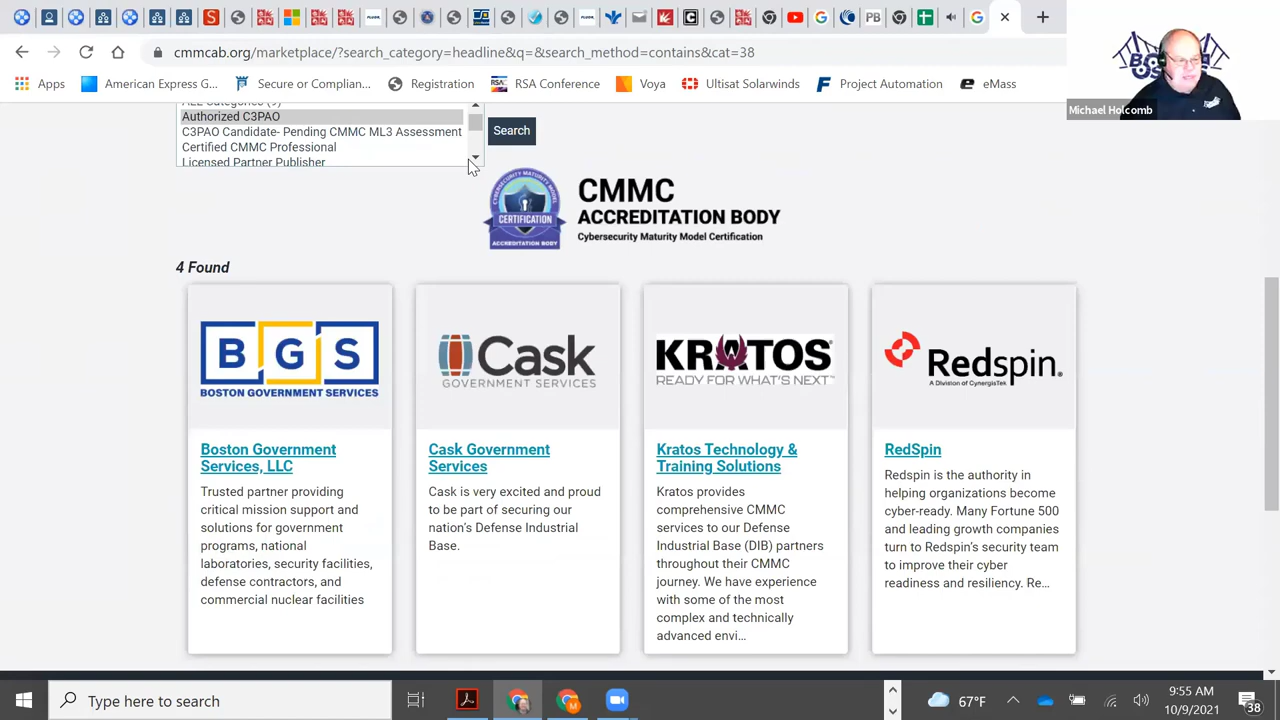 cmmcab.org/marketplace/?search_category=headline&q=&search_method=contains&cat=38
Apps
American Express G...
Secure or Complian...
Registration
RSA Conference
Voya
Ultisat Solarwinds
Project Automation
eMass
Michael Holcomb
ALL Categories (9)
Authorized C3PAO
C3PAO Candidate- Pending CMMC ML3 Assessment
Certified CMMC Professional
Licensed Partner Publisher
Search
CYBERSECURITY MATURITY MODEL
CERTIFICATION
ACCREDITATION BODY
CMMC
ACCREDITATION BODY
Cybersecurity Maturity Model Certification
4 Found
BGS
BOSTON GOVERNMENT SERVICES
Cask
GOVERNMENT SERVICES
KRATOS
READY FOR WHAT'S NEXT
Redspin.
A Division of CynergisTek
Boston Government
Services, LLC
Trusted partner providing
critical mission support and
solutions for government
programs, national
laboratories, security facilities,
defense contractors, and
commercial nuclear facilities
Cask Government
Services
Cask is very excited and proud
to be part of securing our
nation's Defense Industrial
Base.
Kratos Technology &
Training Solutions
Kratos provides
comprehensive CMMC
services to our Defense
Industrial Base (DIB) partners
throughout their CMMC
journey. We have experience
with some of the most
complex and technically
advanced envi...
RedSpin
Redspin is the authority in
helping organizations become
cyber-ready. Many Fortune 500
and leading growth companies
turn to Redspin's security team
to improve their cyber
readiness and resiliency. Re...
Type here to search
67°F
9:55 AM
10/9/2021
38